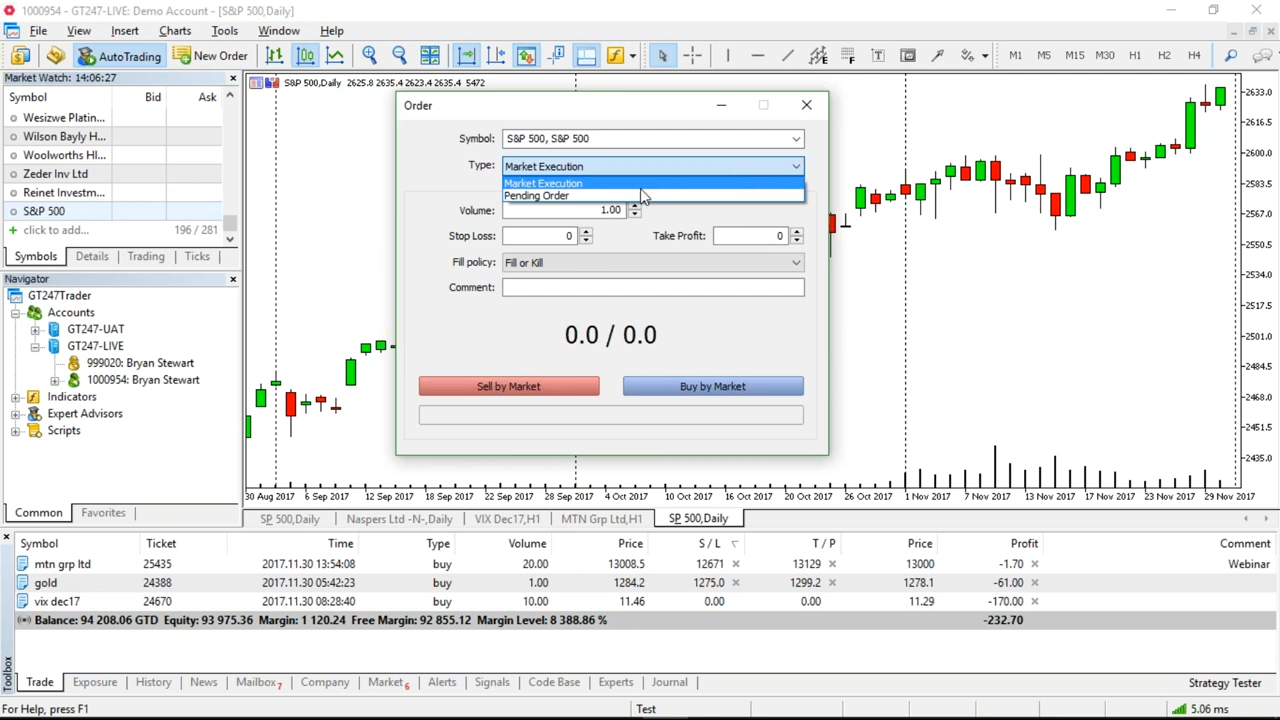 1000954 - GT247-LIVE: Demo Account - [S&P 500,Daily]
File View Insert Charts Tools Window Help
AutoTrading New Order M1 M5 M15 M30 H1 H2 H4
Market Watch: 14:06:27
Symbol Bid Ask
Wesizwe Platin...
Wilson Bayly H...
Woolworths Hl...
Zeder Inv Ltd
Reinet Investm...
S&P 500
click to add... 196 / 281
Symbols Details Trading Ticks
Navigator
GT247Trader
Accounts
GT247-UAT
GT247-LIVE
999020: Bryan Stewart
1000954: Bryan Stewart
Indicators
Expert Advisors
Scripts
Common Favorites
S&P 500,Daily 2625.8 2635.4 2623.4 2635.4 5472
Order
Symbol: S&P 500, S&P 500
Type: Market Execution
Market Execution
Pending Order
Volume: 1.00
Stop Loss: 0 Take Profit: 0
Fill policy: Fill or Kill
Comment:
0.0 / 0.0
Sell by Market Buy by Market
2633.0
2616.5
2600.0
2583.5
2567.0
2550.5
2534.0
2517.5
2501.0
2484.5
2468.0
2451.5
2435.0
30 Aug 2017 6 Sep 2017 12 Sep 2017 18 Sep 2017 22 Sep 2017 28 Sep 2017 4 Oct 2017 10 Oct 2017 16 Oct 2017 20 Oct 2017 26 Oct 2017 1 Nov 2017 7 Nov 2017 13 Nov 2017 17 Nov 2017 23 Nov 2017 29 Nov 2017
SP 500,Daily Naspers Ltd -N-,Daily VIX Dec17,H1 MTN Grp Ltd,H1 SP 500,Daily
Symbol Ticket Time Type Volume Price S / L T / P Price Profit Comment
mtn grp ltd 25435 2017.11.30 13:54:08 buy 20.00 13008.5 12671 13129 13000 -1.70 Webinar
gold 24388 2017.11.30 05:42:23 buy 1.00 1284.2 1275.0 1299.2 1278.1 -61.00
vix dec17 24670 2017.11.30 08:28:40 buy 10.00 11.46 0.00 0.00 11.29 -170.00
Balance: 94 208.06 GTD Equity: 93 975.36 Margin: 1 120.24 Free Margin: 92 855.12 Margin Level: 8 388.86 % -232.70
Toolbox
Trade Exposure History News Mailbox 7 Company Market 6 Alerts Signals Code Base Experts Journal Strategy Tester
For Help, press F1 Test 5.06 ms